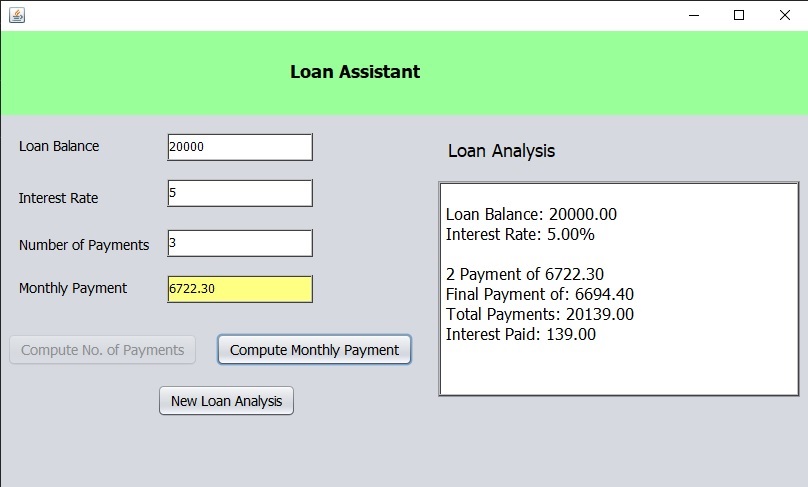 Loan Assistant
Loan Balance
20000
Interest Rate
5
Number of Payments
3
Monthly Payment
6722.30
Compute No. of Payments
Compute Monthly Payment
New Loan Analysis
Loan Analysis
Loan Balance: 20000.00
Interest Rate: 5.00%
2 Payment of 6722.30
Final Payment of: 6694.40
Total Payments: 20139.00
Interest Paid: 139.00